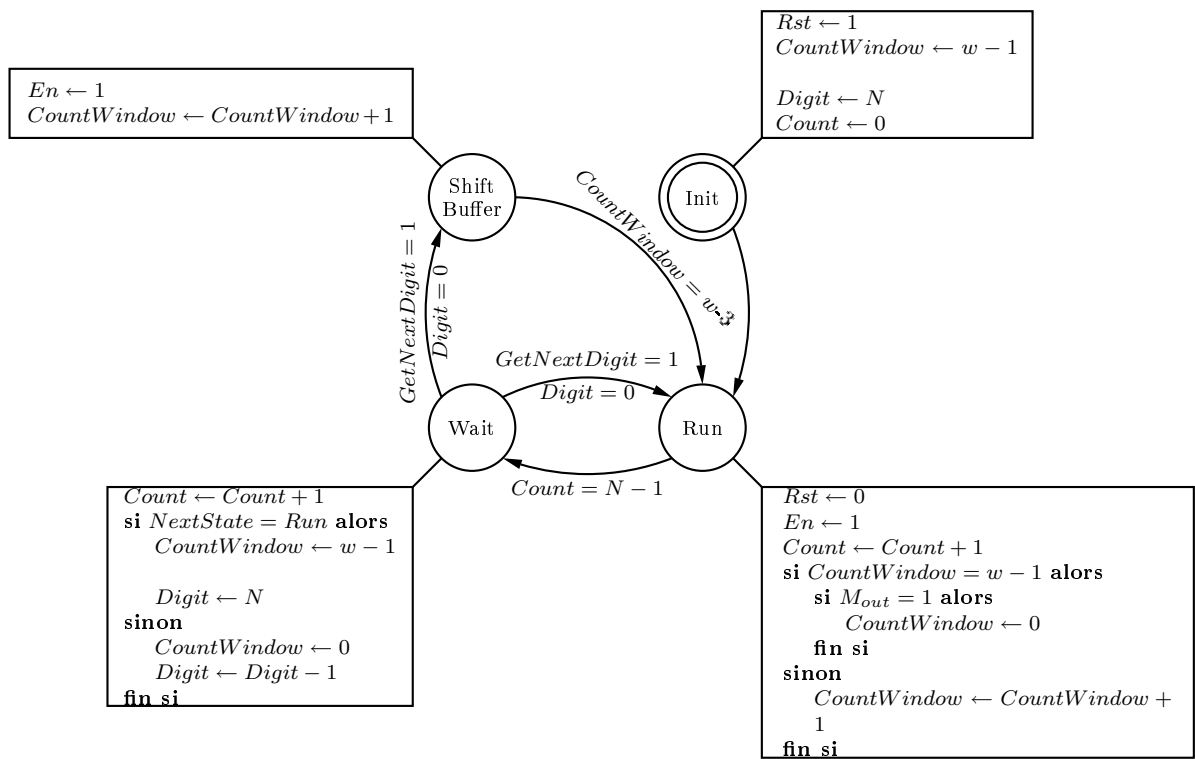 Rst ← 1
CountWindow ← w − 1
Digit ← N
Count ← 0
En ← 1
CountWindow ← CountWindow + 1
Shift
Buffer
Init
CountWindow = w-3
GetNextDigit = 1
Digit = 0
GetNextDigit = 1
Digit = 0
Wait
Run
Count = N − 1
Count ← Count + 1
si NextState = Run alors
CountWindow ← w − 1
Digit ← N
sinon
CountWindow ← 0
Digit ← Digit − 1
fin si
Rst ← 0
En ← 1
Count ← Count + 1
si CountWindow = w − 1 alors
si Mout = 1 alors
CountWindow ← 0
fin si
sinon
CountWindow ← CountWindow +
1
fin si